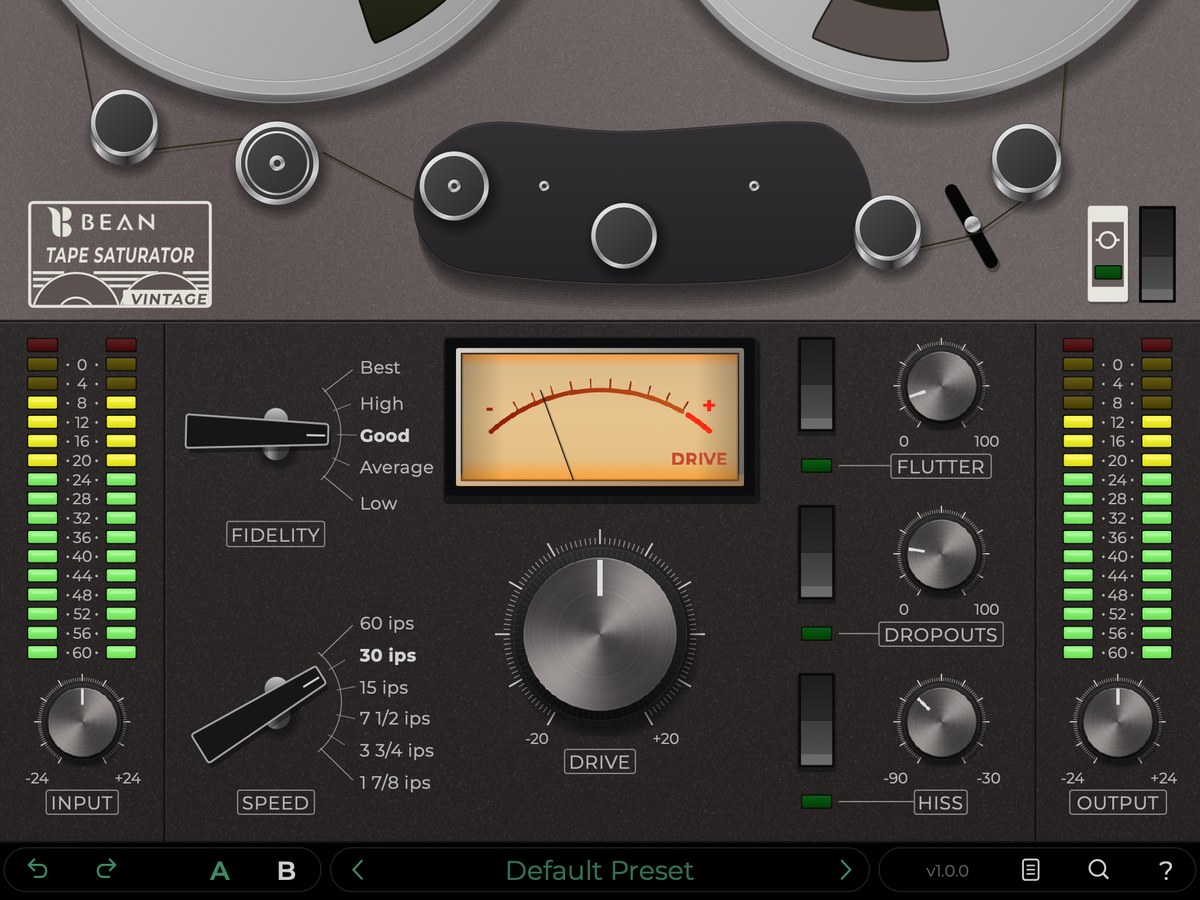 BEAN
TAPE SATURATOR
VINTAGE
0
4
8
12
16
20
24
28
32
36
40
44
48
52
56
60
-24 +24
INPUT
Best
High
Good
Average
Low
FIDELITY
60 ips
30 ips
15 ips
7 1/2 ips
3 3/4 ips
1 7/8 ips
SPEED
- +
DRIVE
-20 +20
DRIVE
0 100
FLUTTER
0 100
DROPOUTS
-90 -30
HISS
0
4
8
12
16
20
24
28
32
36
40
44
48
52
56
60
-24 +24
OUTPUT
A B
Default Preset
v1.0.0
?